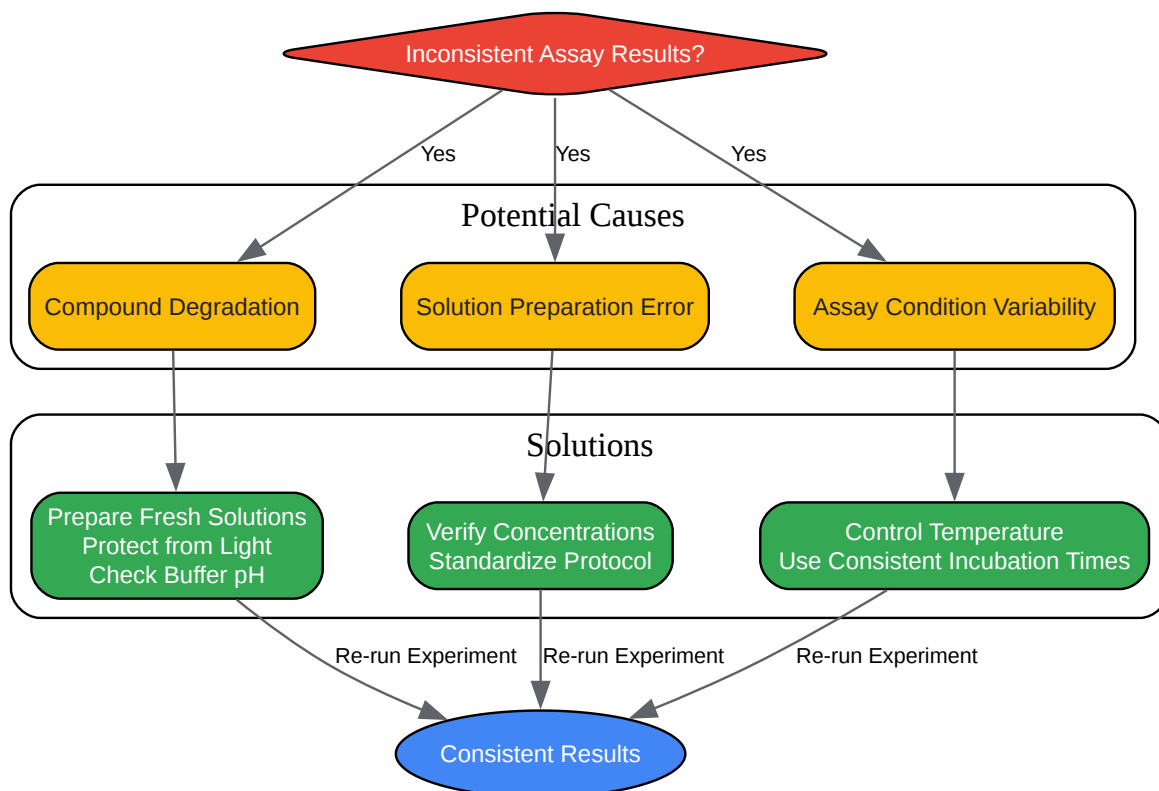 Inconsistent Assay Results?
Yes
Yes
Yes
Potential Causes
Compound Degradation
Solution Preparation Error
Assay Condition Variability
Solutions
Prepare Fresh Solutions
Protect from Light
Check Buffer pH
Verify Concentrations
Standardize Protocol
Control Temperature
Use Consistent Incubation Times
Re-run Experiment
Re-run Experiment
Re-run Experiment
Consistent Results